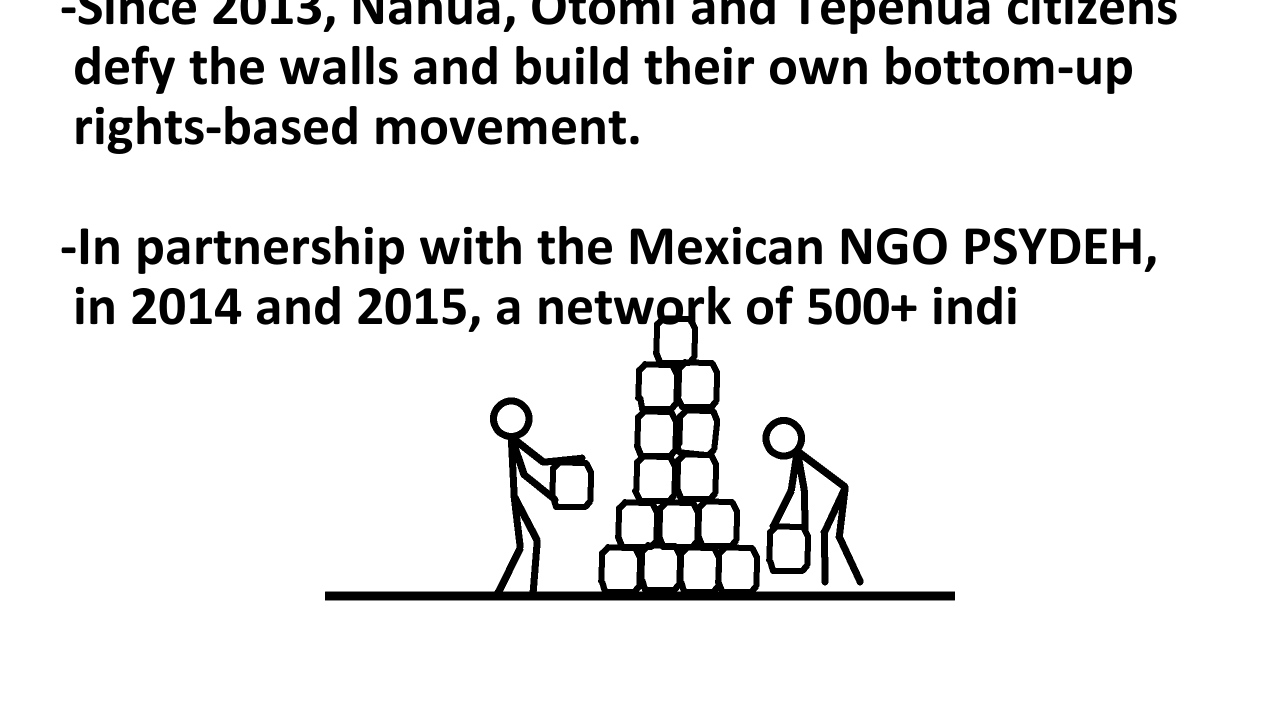 -Since 2013, Nahua, Otomí and Tepehua citizens
defy the walls and build their own bottom-up
rights-based movement.
-In partnership with the Mexican NGO PSYDEH,
in 2014 and 2015, a network of 500+ indi